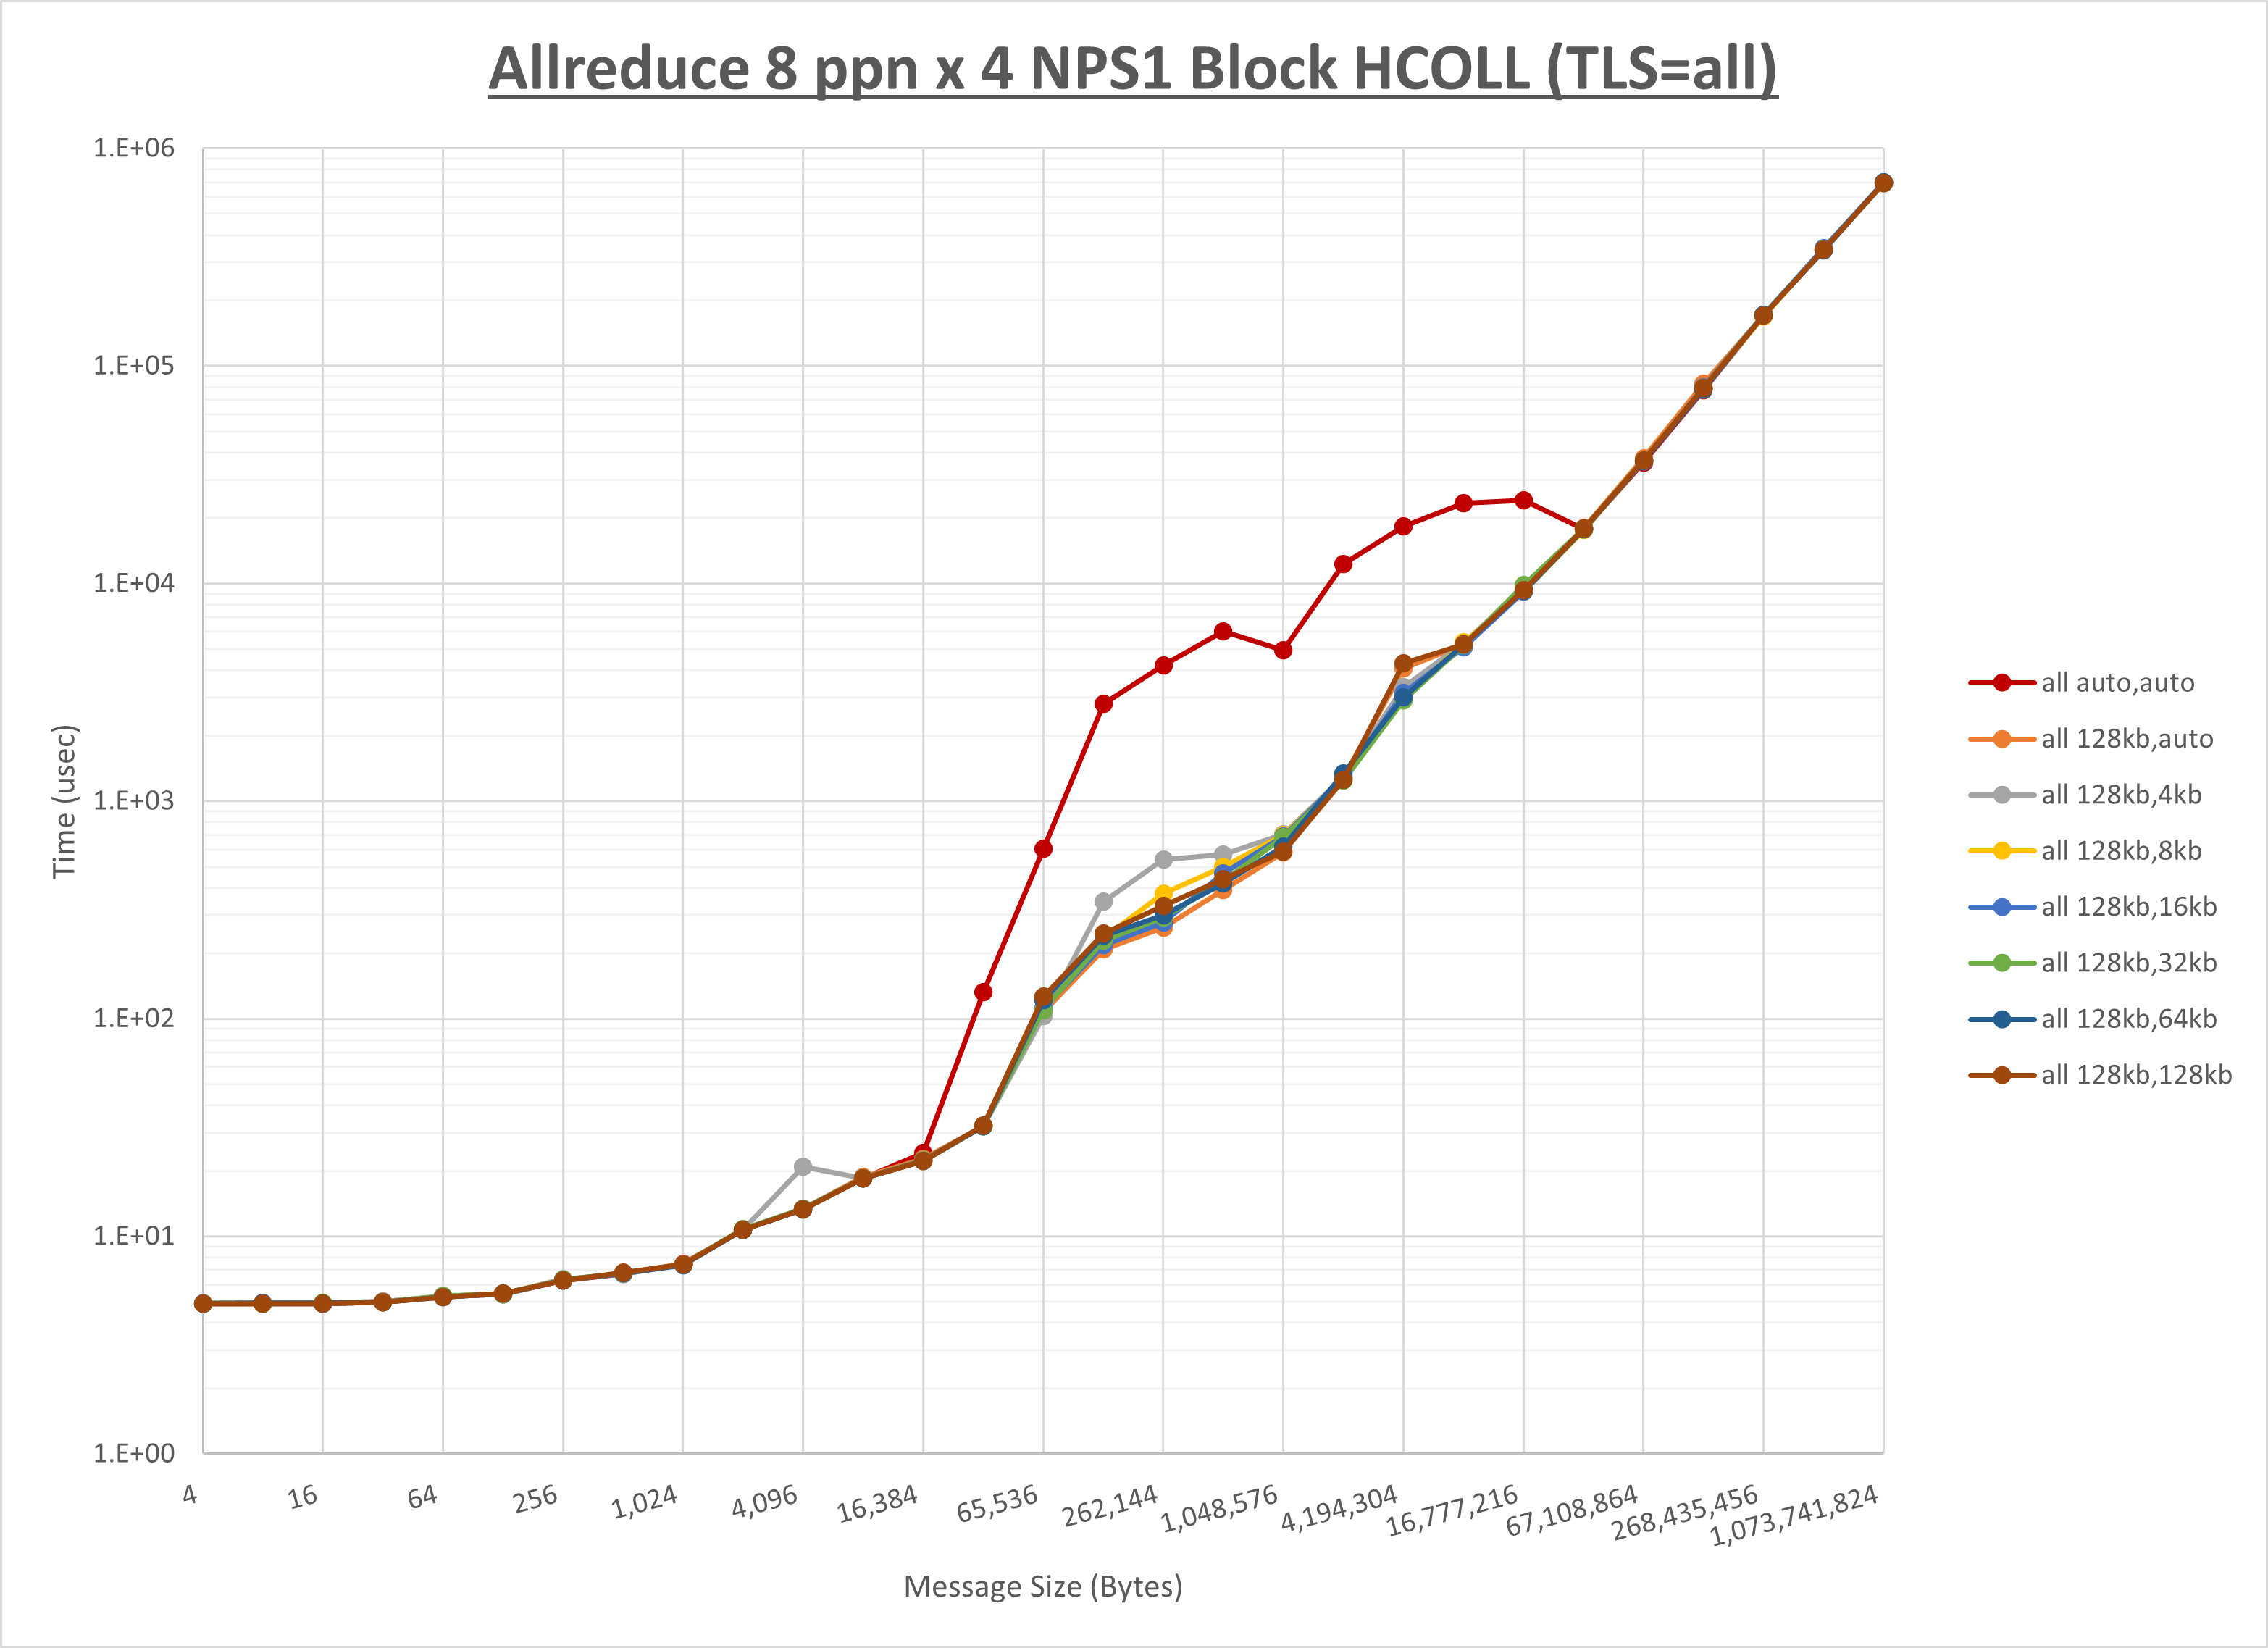 Allreduce 8 ppn x 4 NPS1 Block HCOLL (TLS=all)
1.E+06
1.E+05
1.E+04
1.E+03
1.E+02
1.E+01
1.E+00
Time (usec)
4
16
64
256
1,024
4,096
16,384
65,536
262,144
1,048,576
4,194,304
16,777,216
67,108,864
268,435,456
1,073,741,824
Message Size (Bytes)
all auto,auto
all 128kb,auto
all 128kb,4kb
all 128kb,8kb
all 128kb,16kb
all 128kb,32kb
all 128kb,64kb
all 128kb,128kb